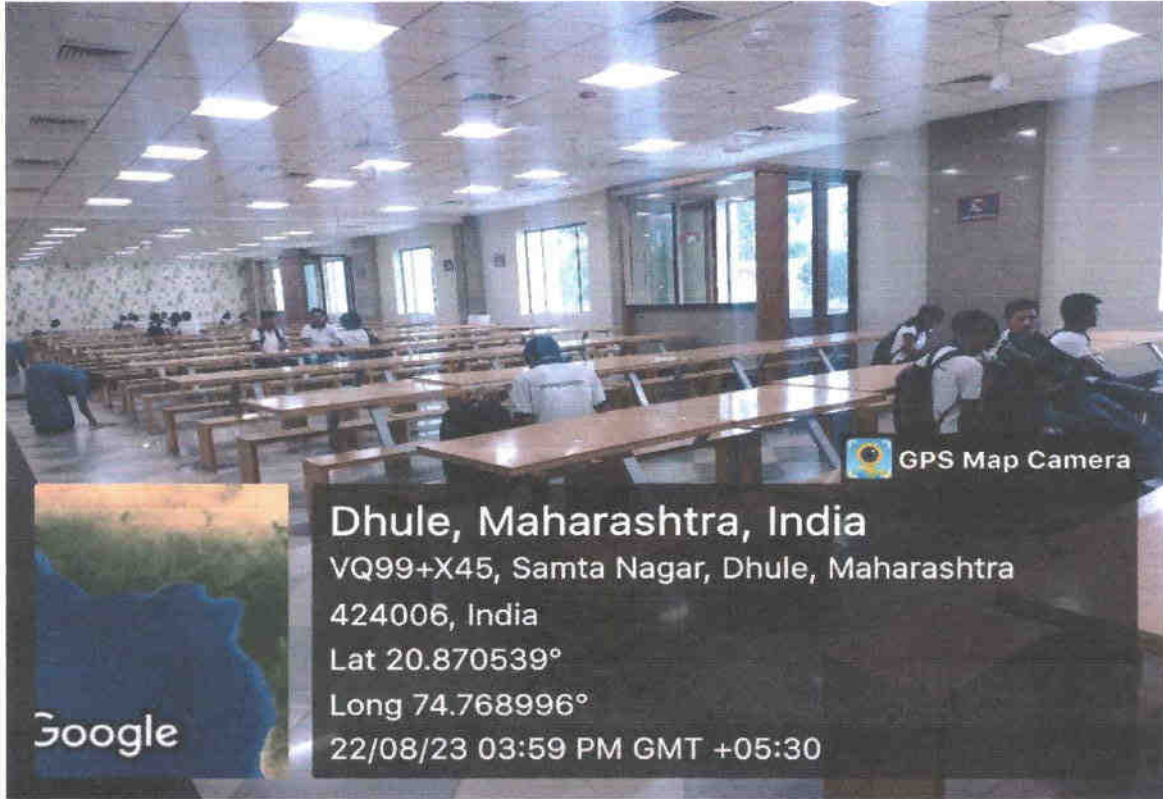 GPS Map Camera
Dhule, Maharashtra, India
VQ99+X45, Samta Nagar, Dhule, Maharashtra
424006, India
Lat 20.870539°
Long 74.768996°
22/08/23 03:59 PM GMT +05:30
Google